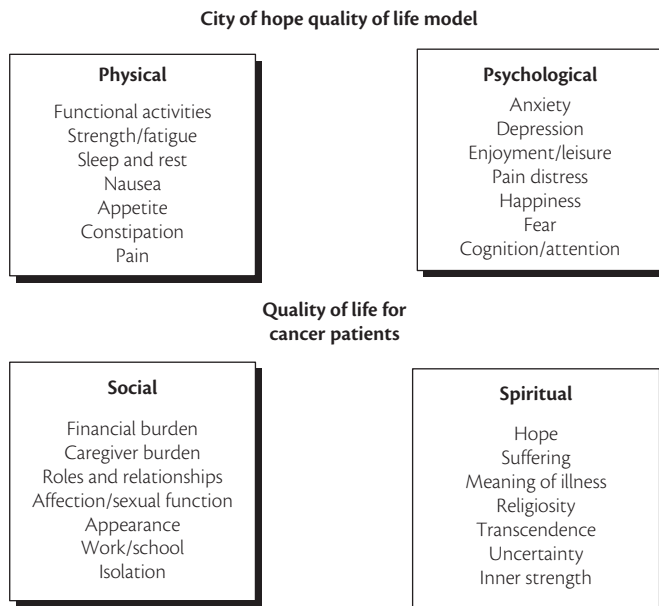 City of hope quality of life model
Physical
Functional activities
Strength/fatigue
Sleep and rest
Nausea
Appetite
Constipation
Pain
Psychological
Anxiety
Depression
Enjoyment/leisure
Pain distress
Happiness
Fear
Cognition/attention
Quality of life for
cancer patients
Social
Financial burden
Caregiver burden
Roles and relationships
Affection/sexual function
Appearance
Work/school
Isolation
Spiritual
Hope
Suffering
Meaning of illness
Religiosity
Transcendence
Uncertainty
Inner strength